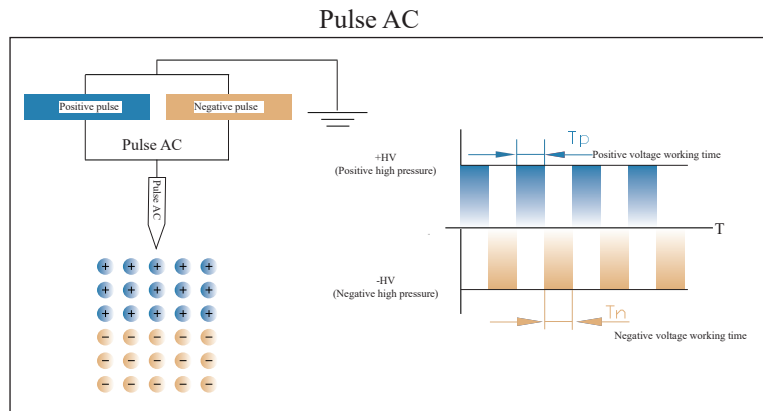 Pulse AC
Positive pulse
Negative pulse
Pulse AC
Pulse AC
+ + + + +
+ + + + +
+ + + + +
− − − − −
− − − − −
− − − − −
Tp
+HV
(Positive high pressure)
Positive voltage working time
T
-HV
(Negative high pressure)
Tn
Negative voltage working time